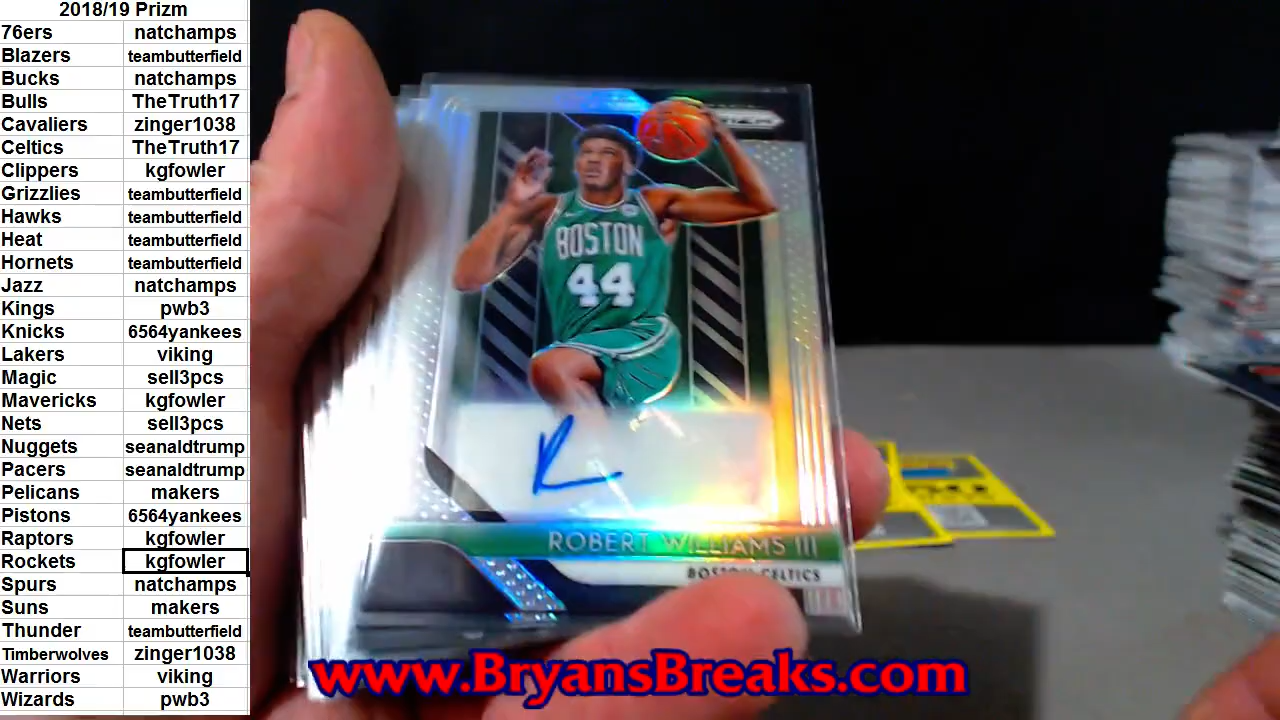 2018/19 Prizm
76ers natchamps
Blazers teambutterfield
Bucks natchamps
Bulls TheTruth17
Cavaliers zinger1038
Celtics TheTruth17
Clippers kgfowler
Grizzlies teambutterfield
Hawks teambutterfield
Heat teambutterfield
Hornets teambutterfield
Jazz natchamps
Kings pwb3
Knicks 6564yankees
Lakers viking
Magic sell3pcs
Mavericks kgfowler
Nets sell3pcs
Nuggets seanaldtrump
Pacers seanaldtrump
Pelicans makers
Pistons 6564yankees
Raptors kgfowler
Rockets kgfowler
Spurs natchamps
Suns makers
Thunder teambutterfield
Timberwolves zinger1038
Warriors viking
Wizards pwb3
BOSTON
44
ROBERT WILLIAMS III
BOSTON CELTICS
www.BryansBreaks.com